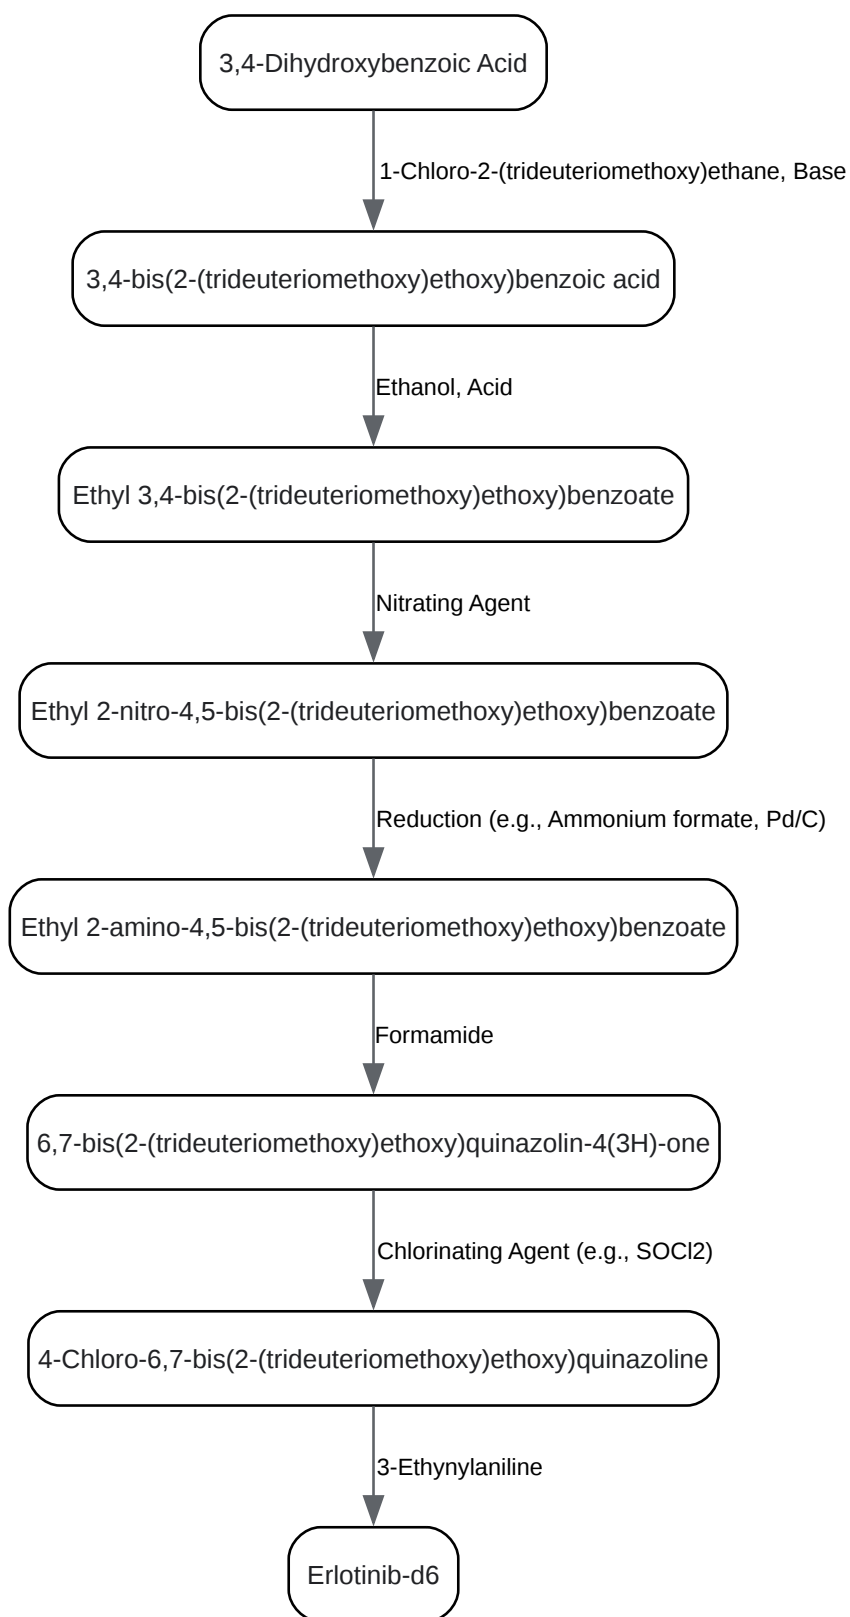 3,4-Dihydroxybenzoic Acid
1-Chloro-2-(trideuteriomethoxy)ethane, Base
3,4-bis(2-(trideuteriomethoxy)ethoxy)benzoic acid
Ethanol, Acid
Ethyl 3,4-bis(2-(trideuteriomethoxy)ethoxy)benzoate
Nitrating Agent
Ethyl 2-nitro-4,5-bis(2-(trideuteriomethoxy)ethoxy)benzoate
Reduction (e.g., Ammonium formate, Pd/C)
Ethyl 2-amino-4,5-bis(2-(trideuteriomethoxy)ethoxy)benzoate
Formamide
6,7-bis(2-(trideuteriomethoxy)ethoxy)quinazolin-4(3H)-one
Chlorinating Agent (e.g., SOCl2)
4-Chloro-6,7-bis(2-(trideuteriomethoxy)ethoxy)quinazoline
3-Ethynylaniline
Erlotinib-d6